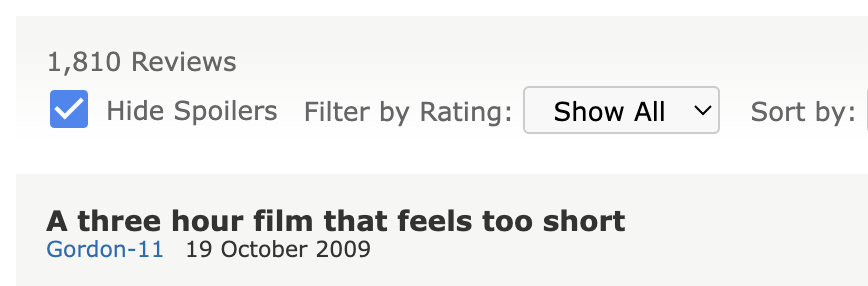 1,810 Reviews
Hide Spoilers Filter by Rating: Show All Sort by:
A three hour film that feels too short
Gordon-11 19 October 2009